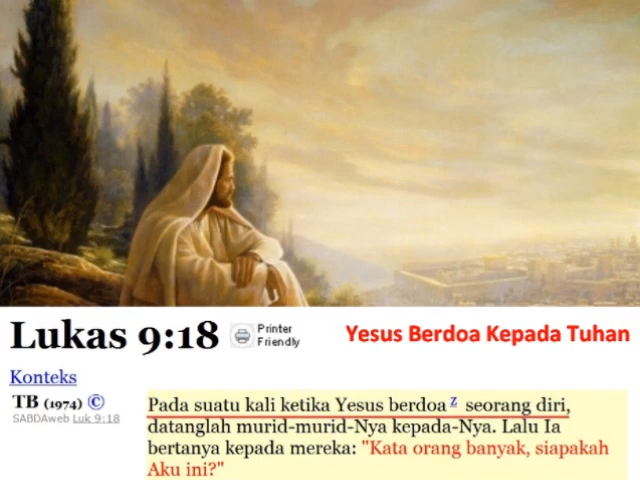 Lukas 9:18
Printer
Friendly
Yesus Berdoa Kepada Tuhan
Konteks
TB (1974) ©
SABDAweb Luk 9:18
Pada suatu kali ketika Yesus berdoa z seorang diri,
datanglah murid-murid-Nya kepada-Nya. Lalu Ia
bertanya kepada mereka: "Kata orang banyak, siapakah
Aku ini?"